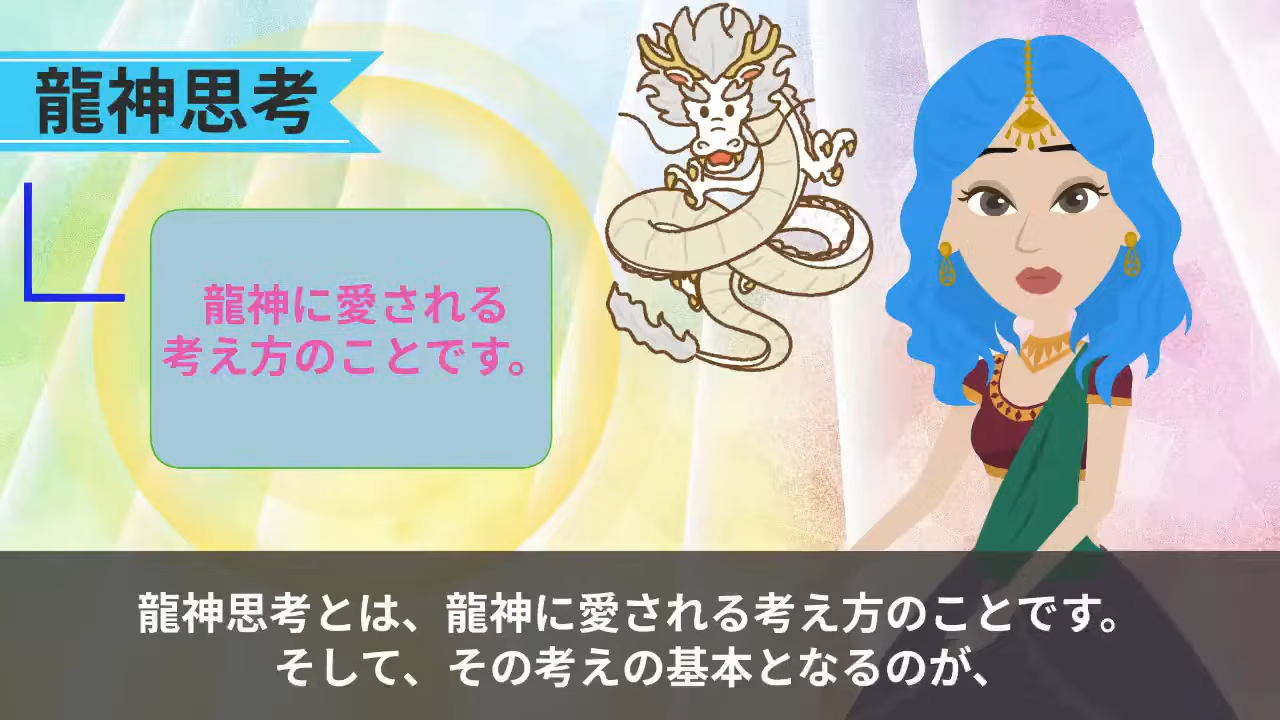 龍神思考
龍神に愛される
考え方のことです。
龍神思考とは、龍神に愛される考え方のことです。
そして、その考えの基本となるのが、